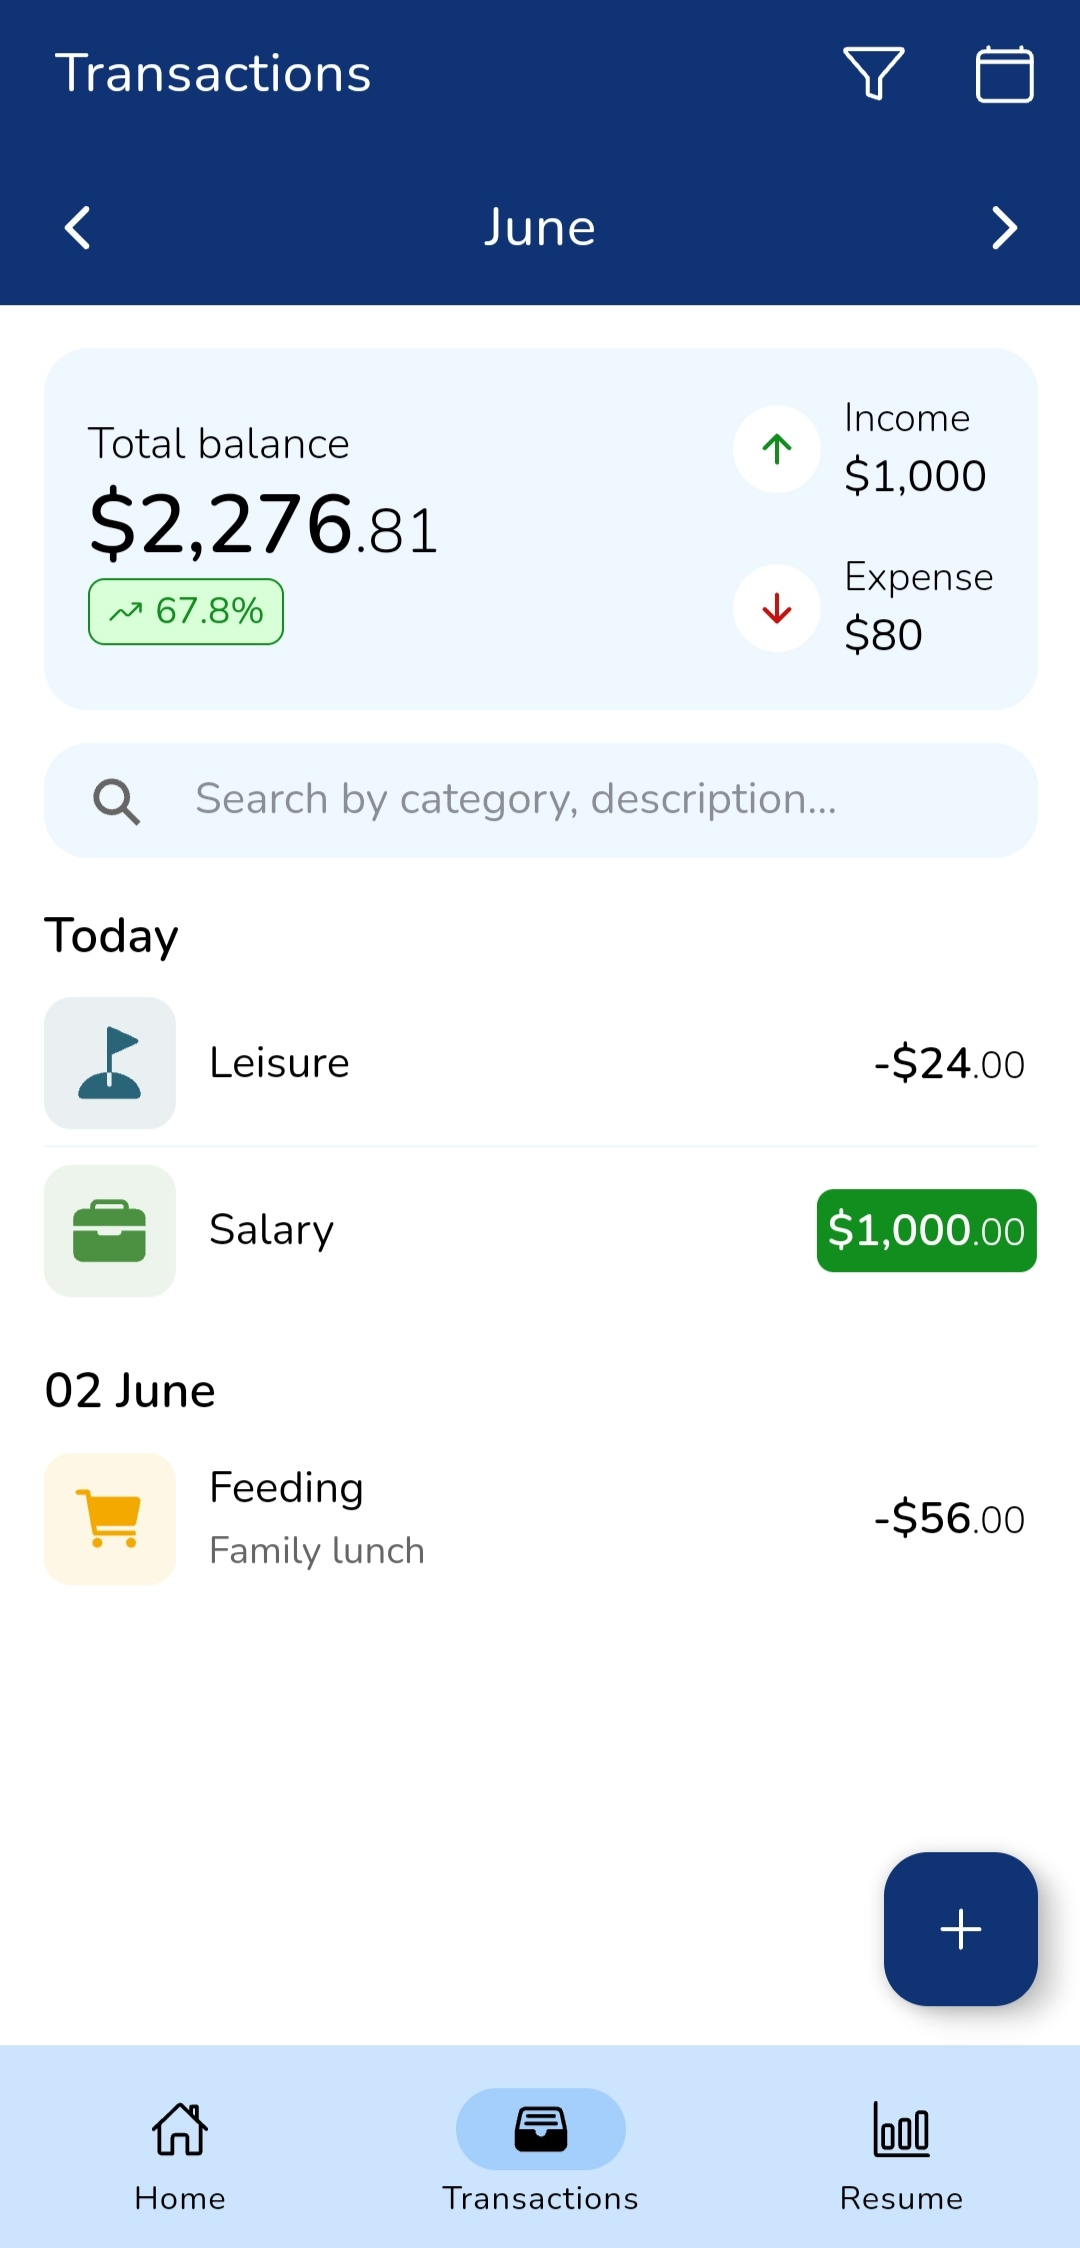 Transactions
June
Total balance
$2,276.81
67.8%
Income
$1,000
Expense
$80
Search by category, description...
Today
Leisure
-$24.00
Salary
$1,000.00
02 June
Feeding
Family lunch
-$56.00
Home
Transactions
Resume